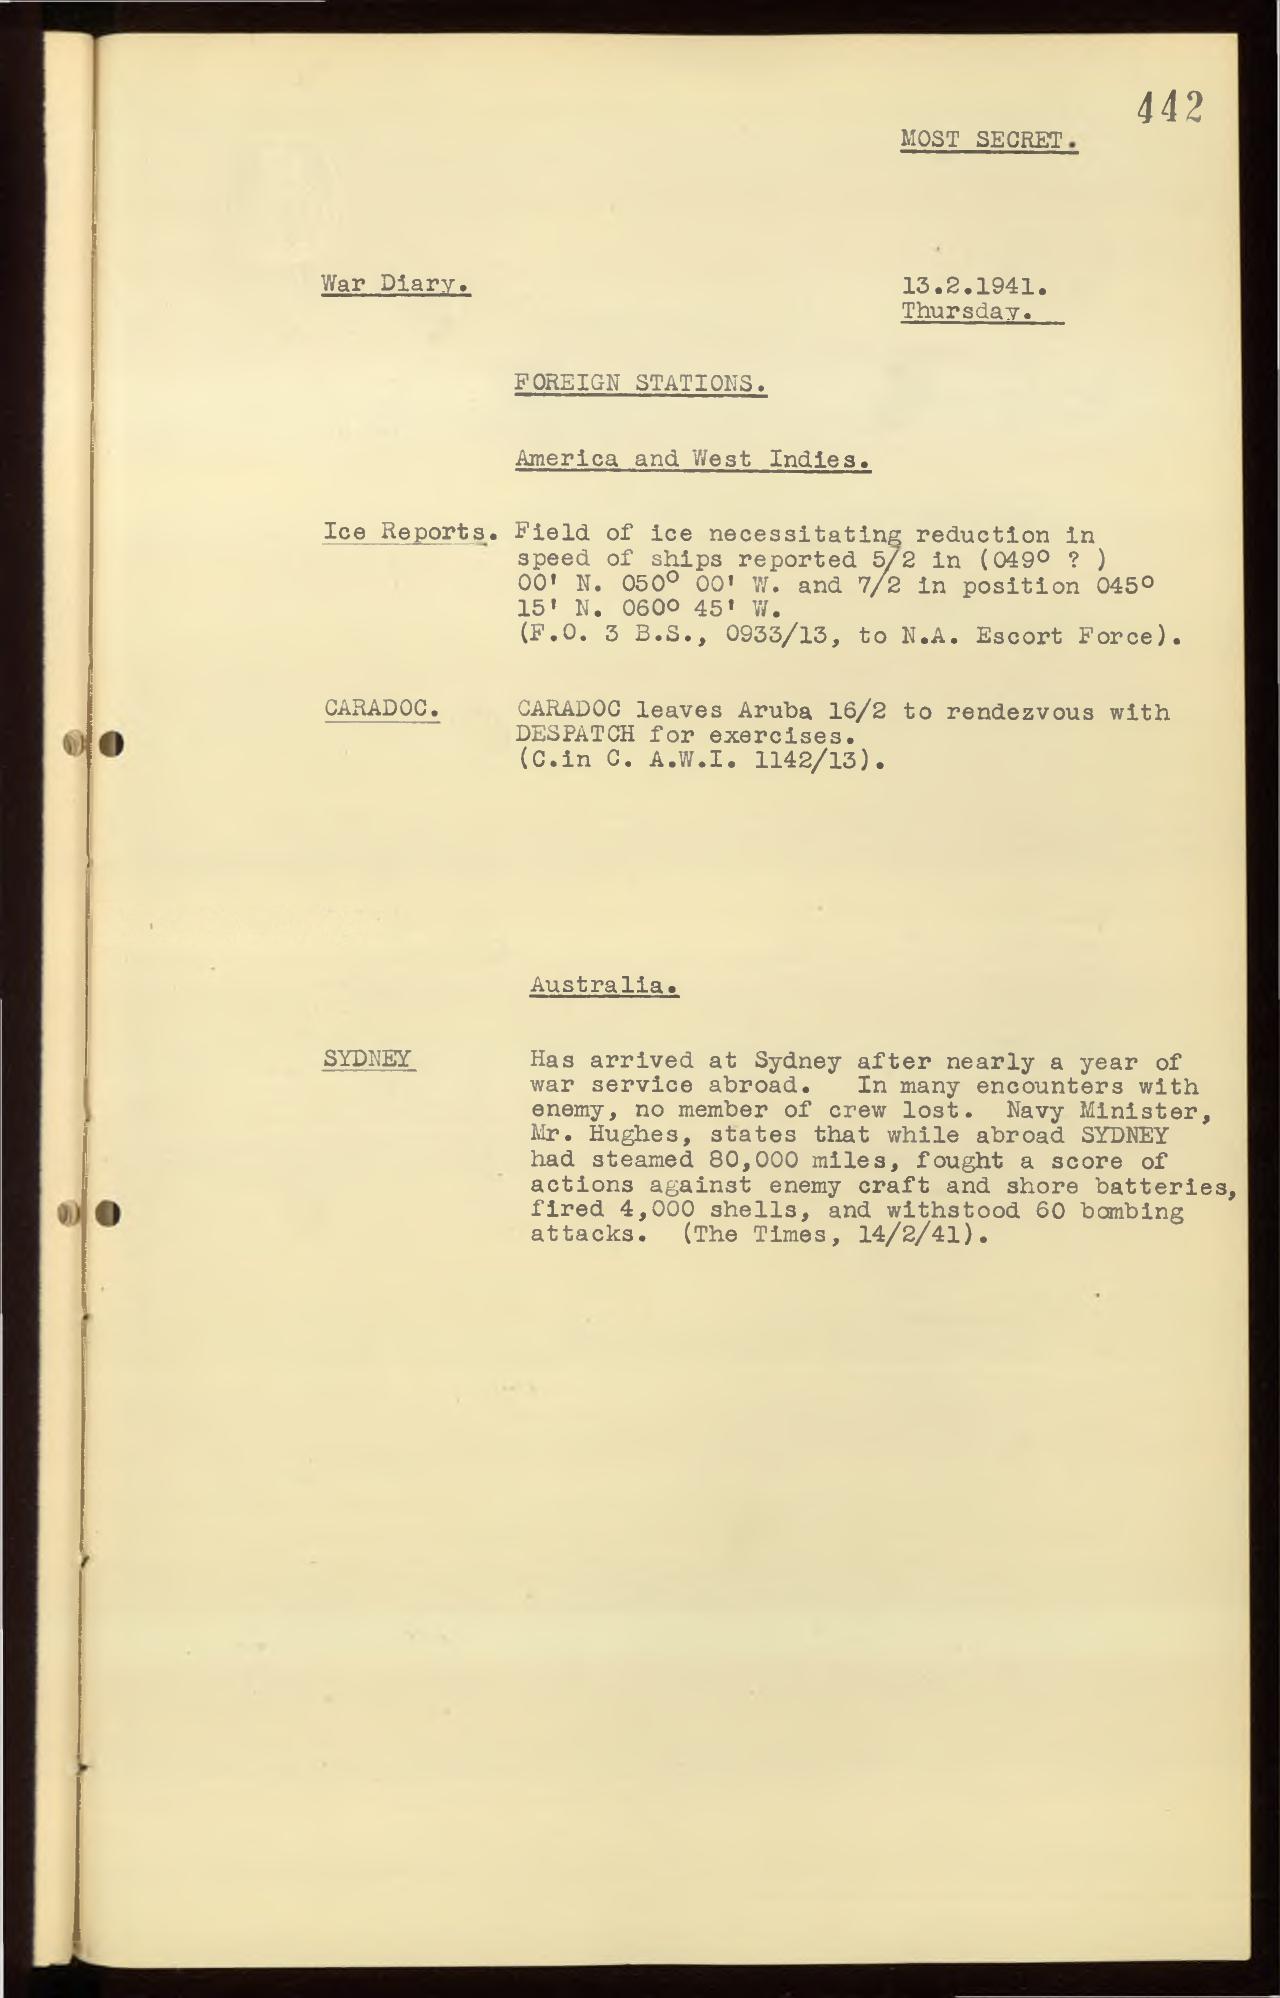 442
MOST SECRET.
War Diary.
13.2.1941.
Thursday.
FOREIGN STATIONS.
America and West Indies.
Ice Reports. Field of ice necessitating reduction in
speed of ships reported 5/2 in (049° ? )
00' N. 050° 00' W. and 7/2 in position 045°
15' N. 060° 45' W.
(F.O. 3 B.S., 0933/13, to N.A. Escort Force).
CARADOC. CARADOC leaves Aruba 16/2 to rendezvous with
DESPATCH for exercises.
(C.in C. A.W.I. 1142/13).
Australia.
SYDNEY Has arrived at Sydney after nearly a year of
war service abroad. In many encounters with
enemy, no member of crew lost. Navy Minister,
Mr. Hughes, states that while abroad SYDNEY
had steamed 80,000 miles, fought a score of
actions against enemy craft and shore batteries,
fired 4,000 shells, and withstood 60 bombing
attacks. (The Times, 14/2/41).